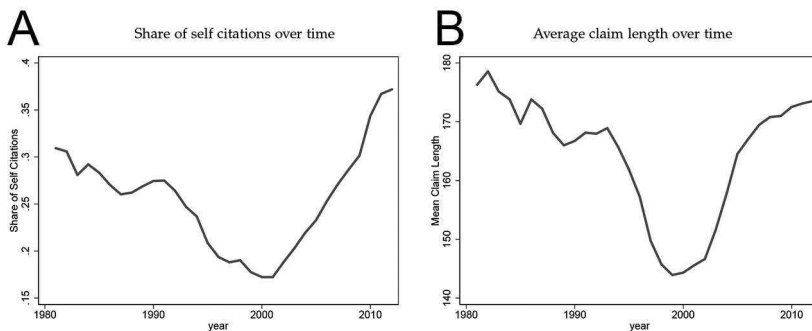 A
Share of self citations over time
.4
.35
.3
.25
.2
.15
Share of Self Citations
1980
1990
2000
2010
year
B
Average claim length over time
180
170
160
150
140
Mean Claim Length
1980
1990
2000
2010
year